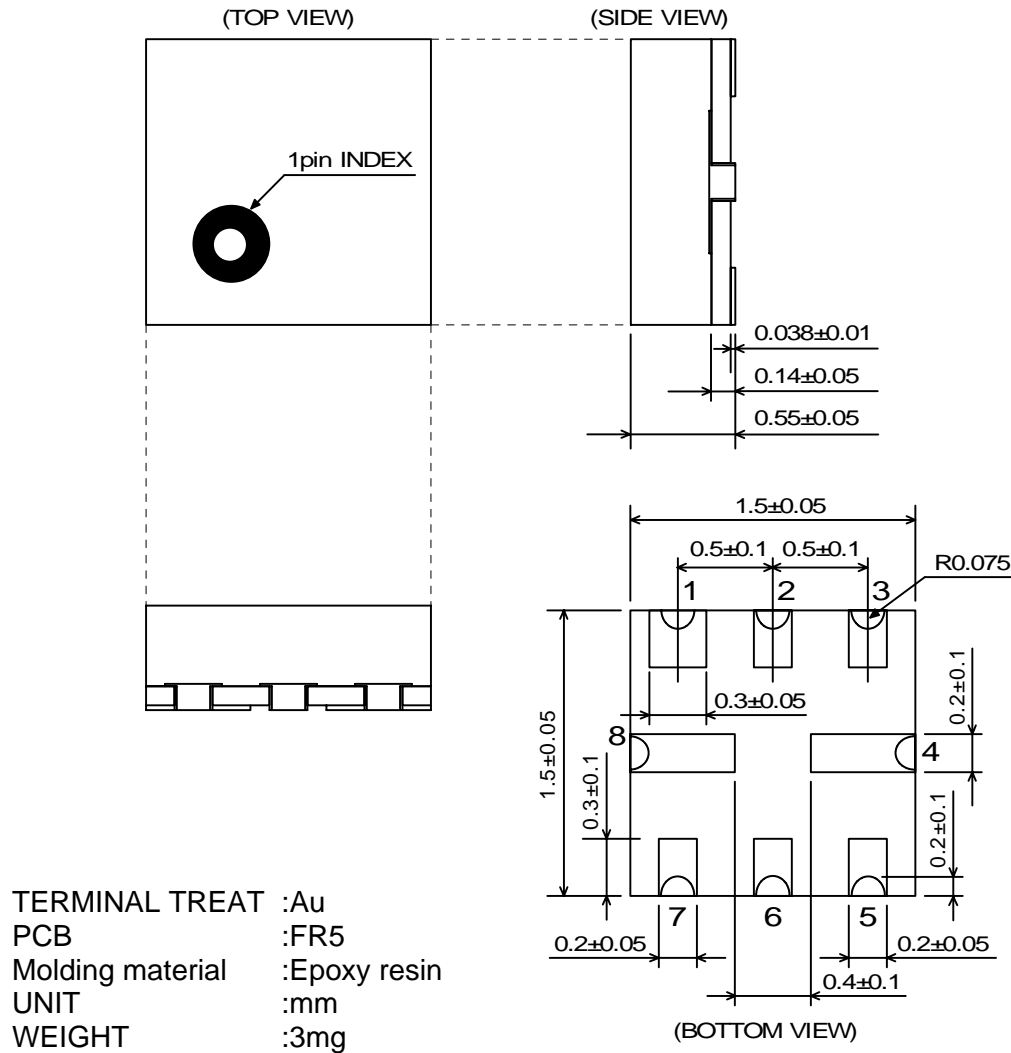 (TOP VIEW)
(SIDE VIEW)
1pin INDEX
0.038±0.01
0.14±0.05
0.55±0.05
1.5±0.05
0.5±0.1
0.5±0.1
R0.075
1
2
3
0.3±0.05
0.2±0.1
8
4
1.5±0.05
0.3±0.1
0.2±0.1
7
6
5
0.2±0.05
0.2±0.05
0.4±0.1
(BOTTOM VIEW)
TERMINAL TREAT :Au
PCB :FR5
Molding material :Epoxy resin
UNIT :mm
WEIGHT :3mg